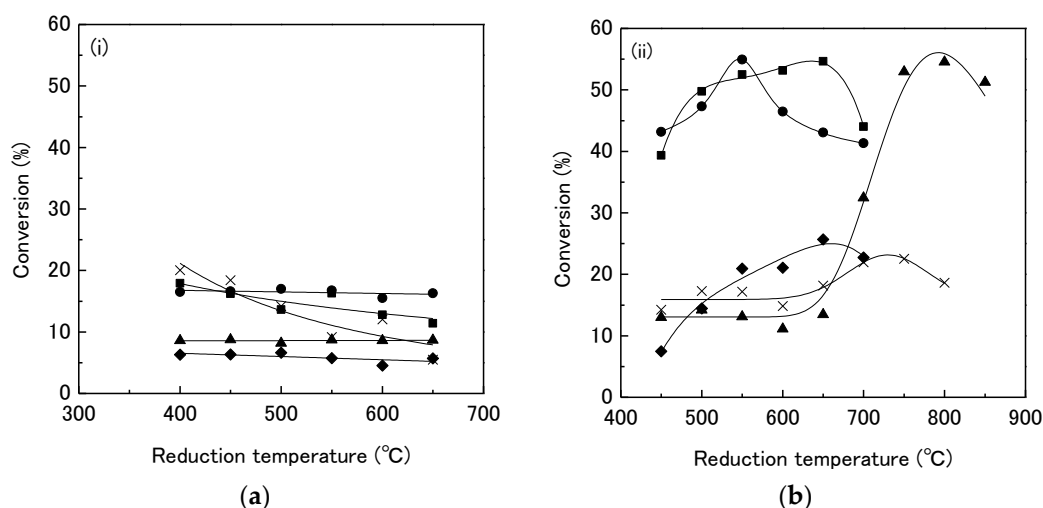 (i)
60
50
40
30
20
10
0
Conversion (%)
300 400 500 600 700
Reduction temperature (℃)
(a)
(ii)
60
50
40
30
20
10
0
Conversion (%)
400 500 600 700 800 900
Reduction temperature (℃)
(b)